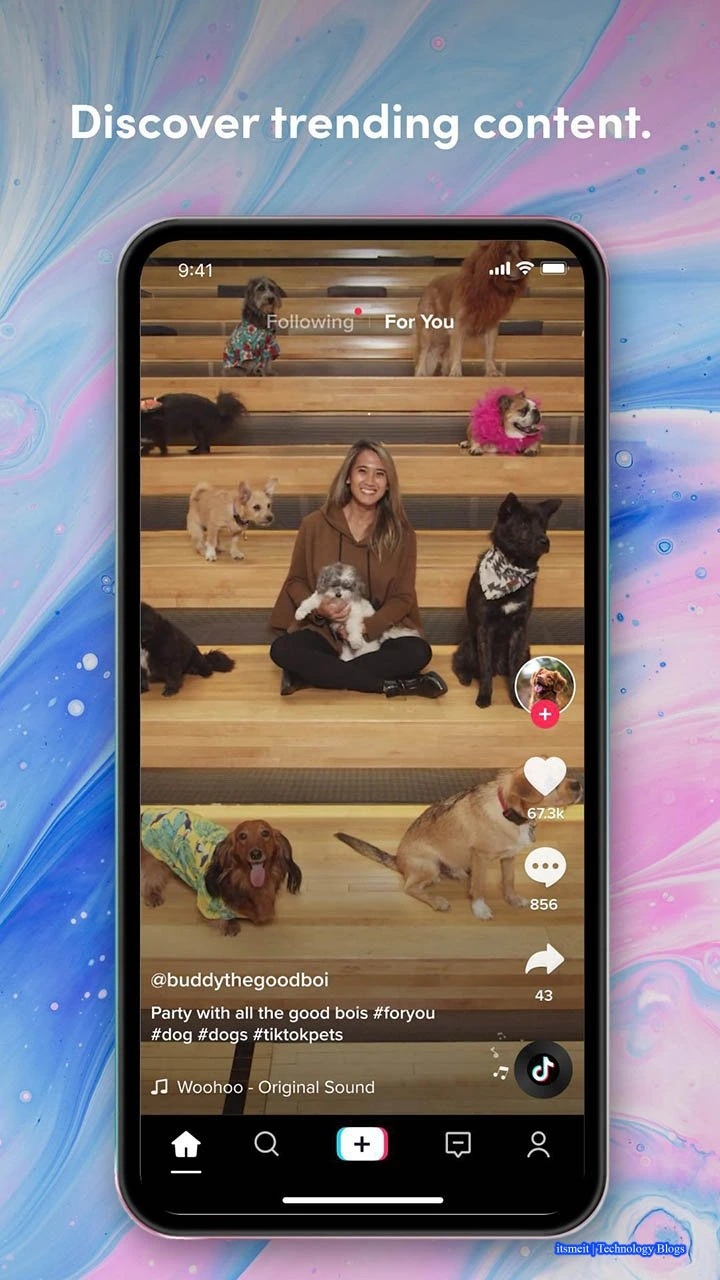 Discover trending content.
9:41
Following For You
67.3k
856
43
@buddythegoodboi
Party with all the good bois #foryou
#dog #dogs #tiktokpets
Woohoo - Original Sound
itsmeit | Technology Blogs